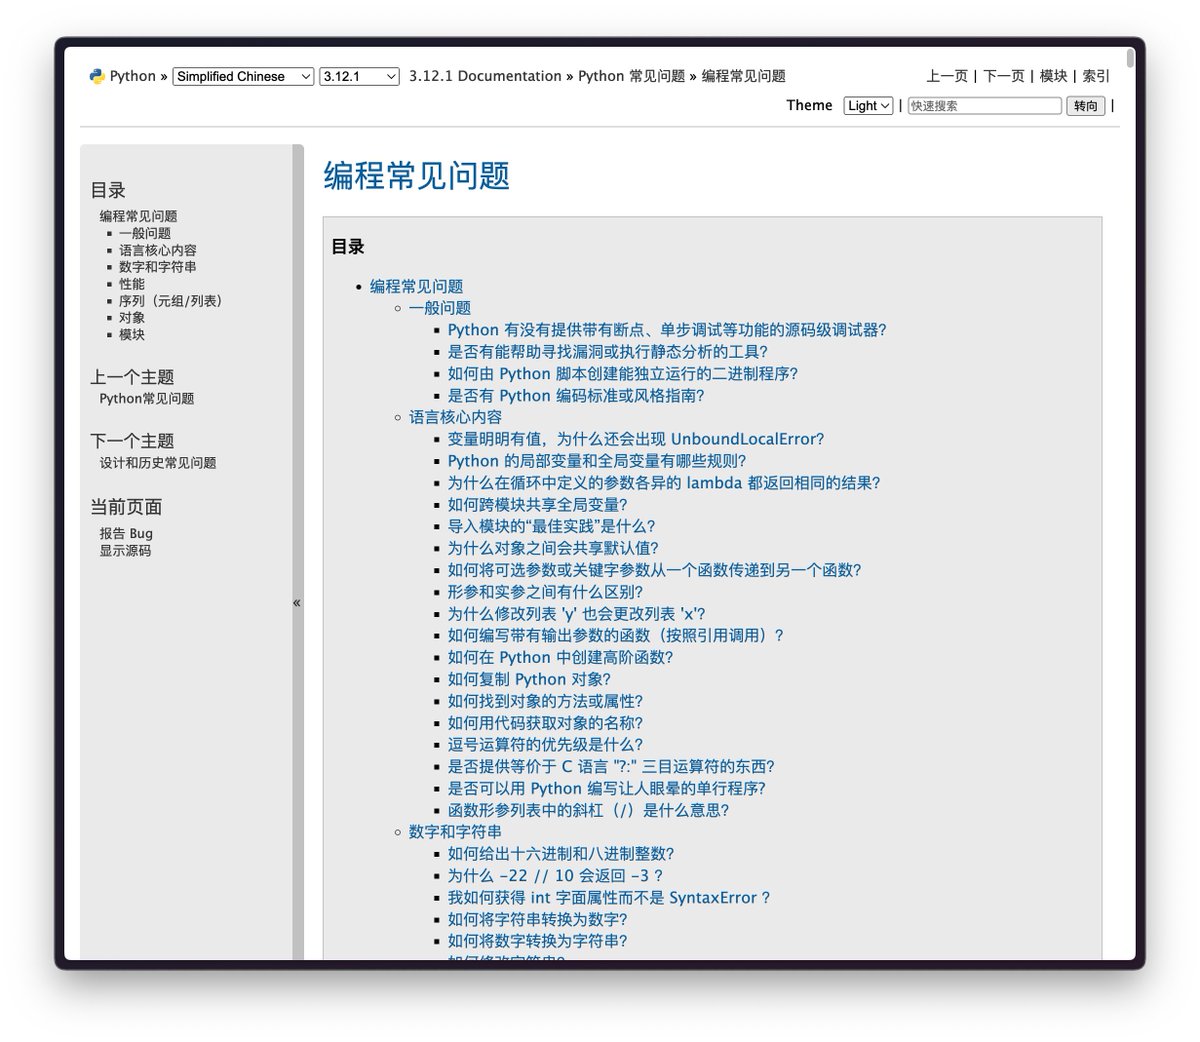 Python » Simplified Chinese 3.12.1 3.12.1 Documentation » Python 常见问题 » 编程常见问题
上一页 | 下一页 | 模块 | 索引
Theme Light | 快速搜索 转向 |
目录
编程常见问题
一般问题
语言核心内容
数字和字符串
性能
序列（元组/列表）
对象
模块
上一个主题
Python常见问题
下一个主题
设计和历史常见问题
当前页面
报告 Bug
显示源码
«
编程常见问题
目录
编程常见问题
一般问题
Python 有没有提供带有断点、单步调试等功能的源码级调试器?
是否有能帮助寻找漏洞或执行静态分析的工具?
如何由 Python 脚本创建能独立运行的二进制程序?
是否有 Python 编码标准或风格指南?
语言核心内容
变量明明有值，为什么还会出现 UnboundLocalError?
Python 的局部变量和全局变量有哪些规则?
为什么在循环中定义的参数各异的 lambda 都返回相同的结果?
如何跨模块共享全局变量?
导入模块的“最佳实践”是什么?
为什么对象之间会共享默认值?
如何将可选参数或关键字参数从一个函数传递到另一个函数?
形参和实参之间有什么区别?
为什么修改列表 'y' 也会更改列表 'x'?
如何编写带有输出参数的函数（按照引用调用）?
如何在 Python 中创建高阶函数?
如何复制 Python 对象?
如何找到对象的方法或属性?
如何用代码获取对象的名称?
逗号运算符的优先级是什么?
是否提供等价于 C 语言 "?:" 三目运算符的东西?
是否可以用 Python 编写让人眼晕的单行程序?
函数形参列表中的斜杠（/）是什么意思?
数字和字符串
如何给出十六进制和八进制整数?
为什么 -22 // 10 会返回 -3 ?
我如何获得 int 字面属性而不是 SyntaxError ?
如何将字符串转换为数字?
如何将数字转换为字符串?
如何修改字符串?